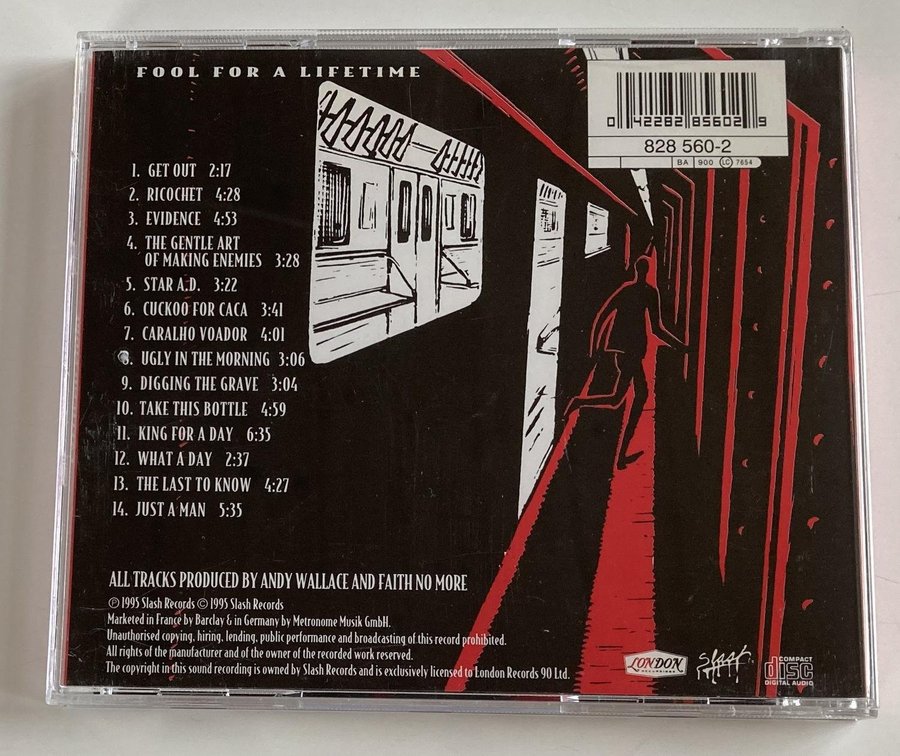 FOOL FOR A LIFETIME
0 42282 85602 9
828 560-2
BA 900 LC 7654
1. GET OUT 2:17
2. RICOCHET 4:28
3. EVIDENCE 4:53
4. THE GENTLE ART
OF MAKING ENEMIES 3:28
5. STAR A.D. 3:22
6. CUCKOO FOR CACA 3:41
7. CARALHO VOADOR 4:01
8. UGLY IN THE MORNING 3:06
9. DIGGING THE GRAVE 3:04
10. TAKE THIS BOTTLE 4:59
11. KING FOR A DAY 6:35
12. WHAT A DAY 2:37
13. THE LAST TO KNOW 4:27
14. JUST A MAN 5:35
ALL TRACKS PRODUCED BY ANDY WALLACE AND FAITH NO MORE
℗ 1995 Slash Records © 1995 Slash Records
Marketed in France by Barclay & in Germany by Metronome Musik GmbH.
Unauthorised copying, hiring, lending, public performance and broadcasting of this record prohibited.
All rights of the manufacturer and of the owner of the recorded work reserved.
The copyright in this sound recording is owned by Slash Records and is exclusively licensed to London Records 90 Ltd.
LONDON
RECORDINGS
Slash
COMPACT
disc
DIGITAL AUDIO